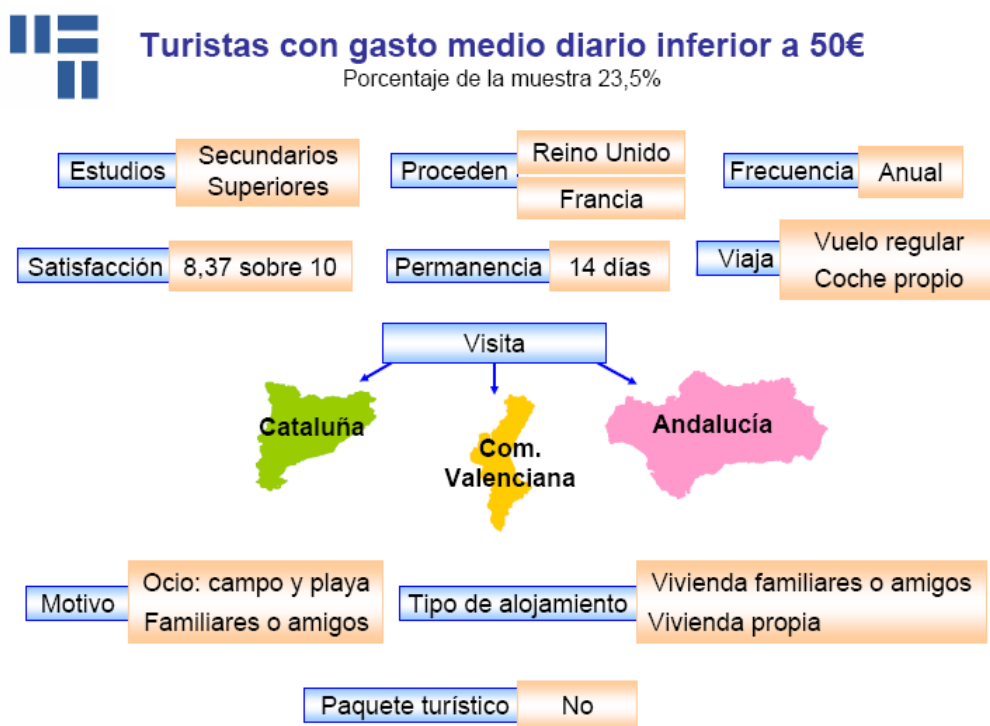 Turistas con gasto medio diario inferior a 50€
Porcentaje de la muestra 23,5%
Estudios
Secundarios
Superiores
Proceden
Reino Unido
Francia
Frecuencia
Anual
Satisfacción
8,37 sobre 10
Permanencia
14 días
Viaja
Vuelo regular
Coche propio
Visita
Cataluña
Com.
Valenciana
Andalucía
Motivo
Ocio: campo y playa
Familiares o amigos
Tipo de alojamiento
Vivienda familiares o amigos
Vivienda propia
Paquete turístico
No